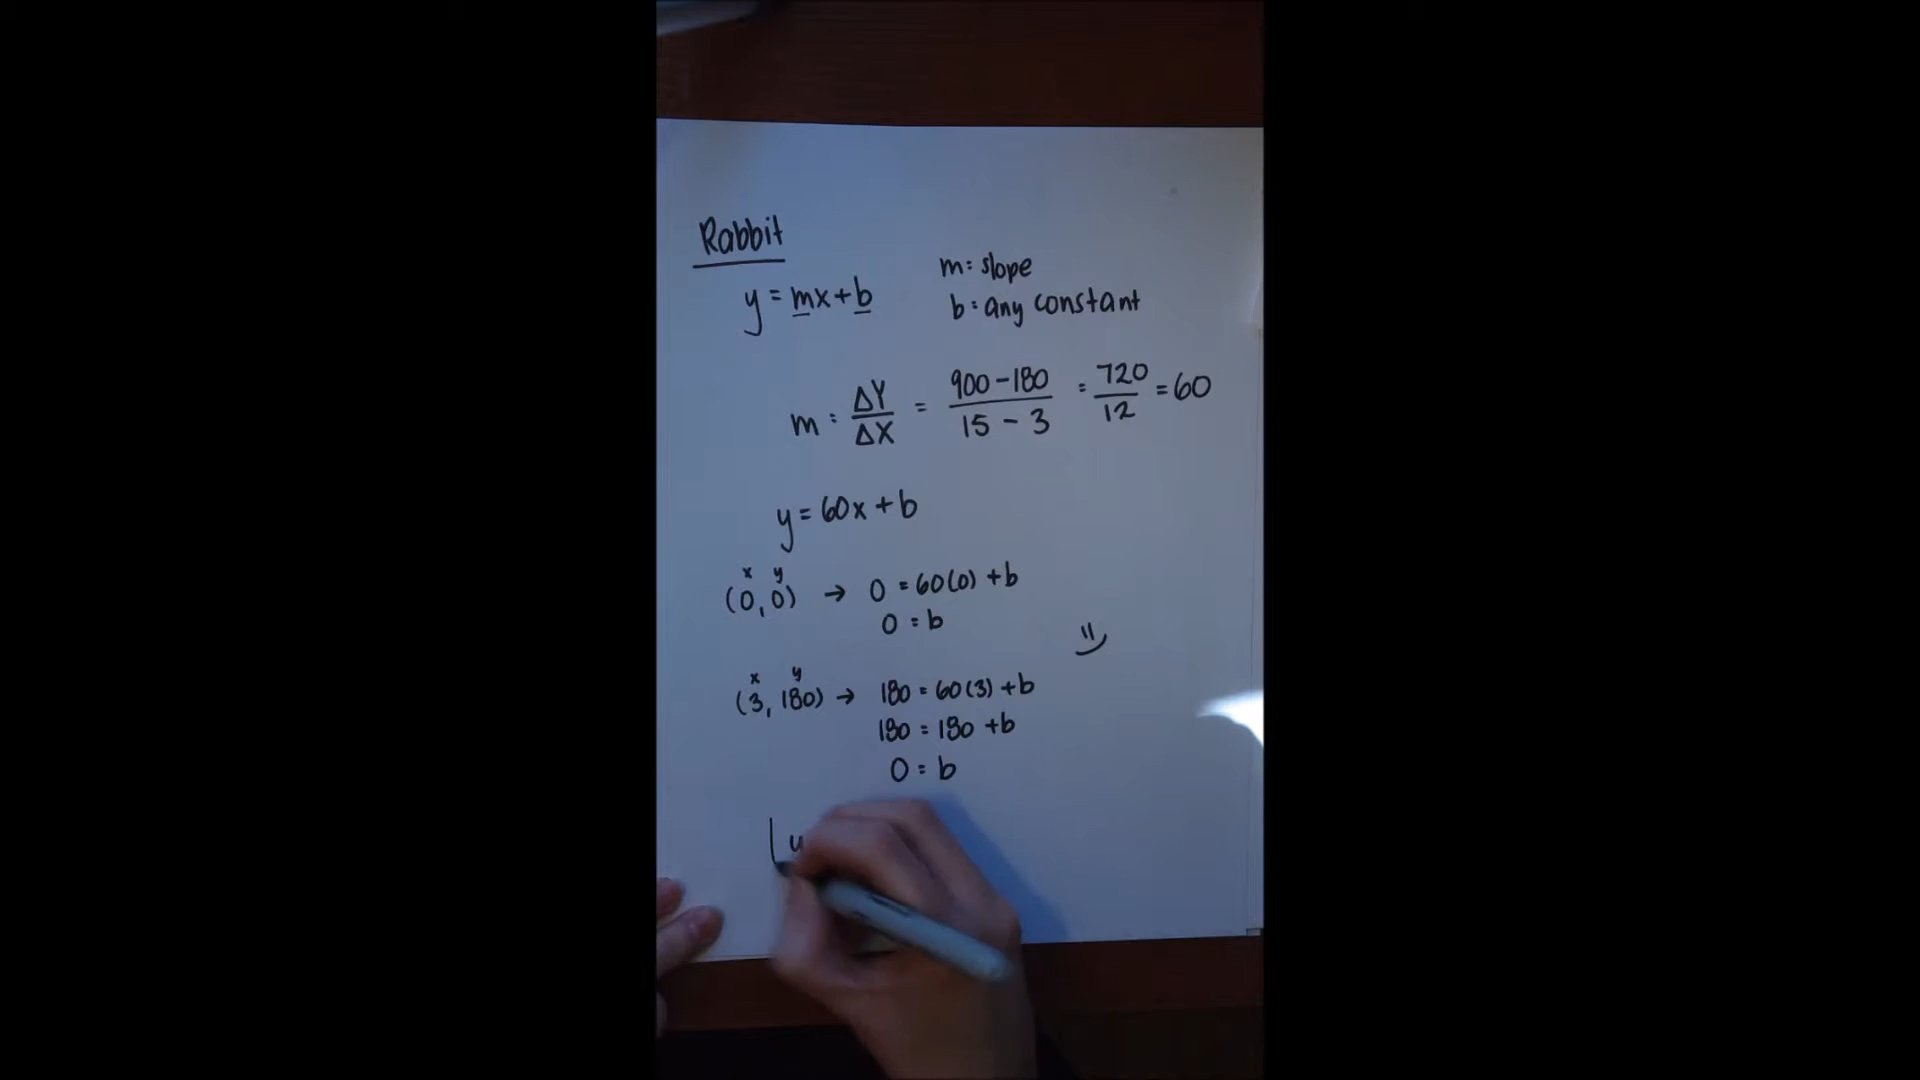 Rabbit
y = mx+b
m: slope
b: any constant
m: ΔY/ΔX = 900-180/15-3 = 720/12 = 60
y = 60x + b
x y
(0,0) → 0 = 60(0) + b
0 = b
x y
(3,180) → 180 = 60(3) + b
180 = 180 + b
0 = b
y